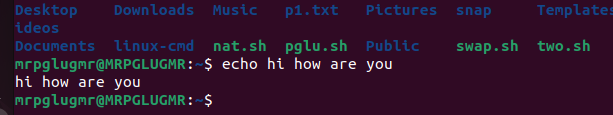 Desktop Downloads Music p1.txt Pictures snap Templates
ideos
Documents linux-cmd nat.sh pglu.sh Public swap.sh two.sh
mrpglugmr@MRPGLUGMR:~$ echo hi how are you
hi how are you
mrpglugmr@MRPGLUGMR:~$